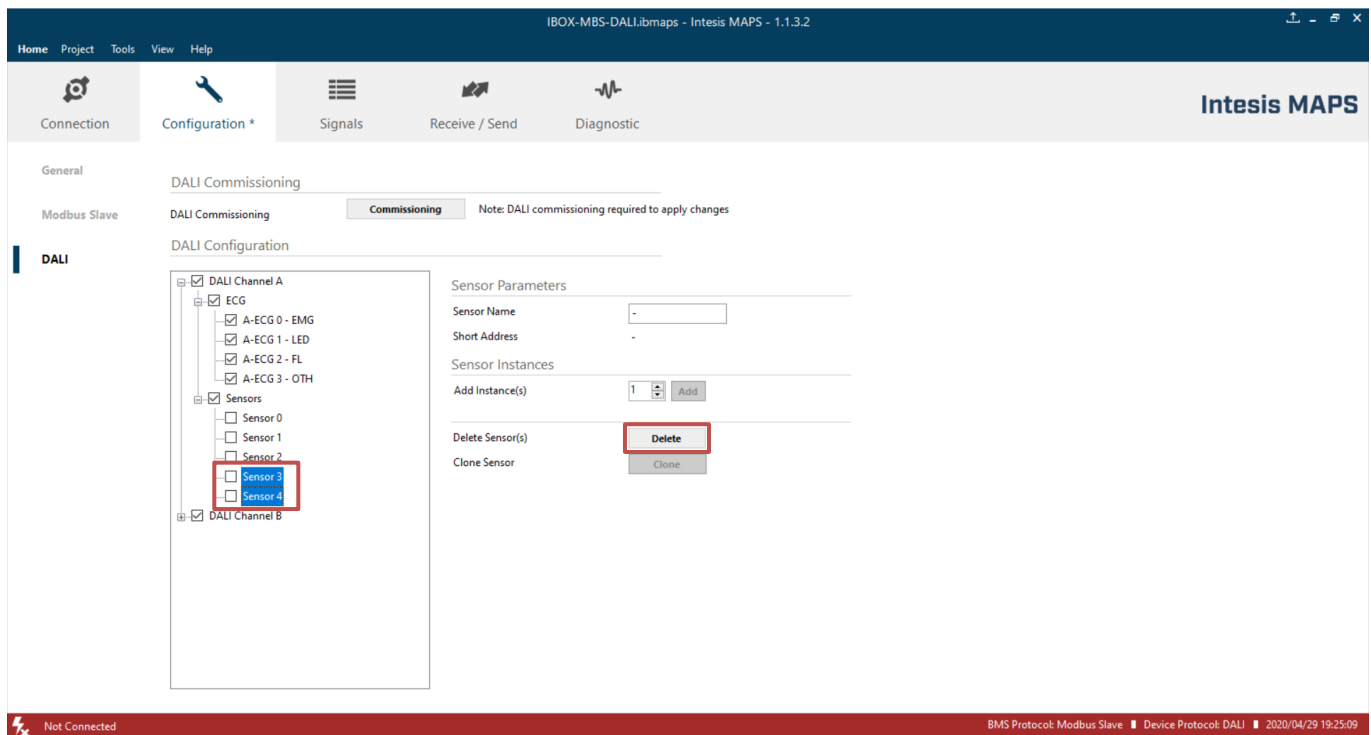 IBOX-MBS-DALI.ibmaps - Intesis MAPS - 1.1.3.2
Home Project Tools View Help
Connection
Configuration *
Signals
Receive / Send
Diagnostic
Intesis MAPS
General
Modbus Slave
DALI
DALI Commissioning
DALI Commissioning Commissioning Note: DALI commissioning required to apply changes
DALI Configuration
DALI Channel A
ECG
A-ECG 0 - EMG
A-ECG 1 - LED
A-ECG 2 - FL
A-ECG 3 - OTH
Sensors
Sensor 0
Sensor 1
Sensor 2
Sensor 3
Sensor 4
DALI Channel B
Sensor Parameters
Sensor Name -
Short Address -
Sensor Instances
Add Instance(s) 1 Add
Delete Sensor(s) Delete
Clone Sensor Clone
Not Connected
BMS Protocol: Modbus Slave Device Protocol: DALI 2020/04/29 19:25:09